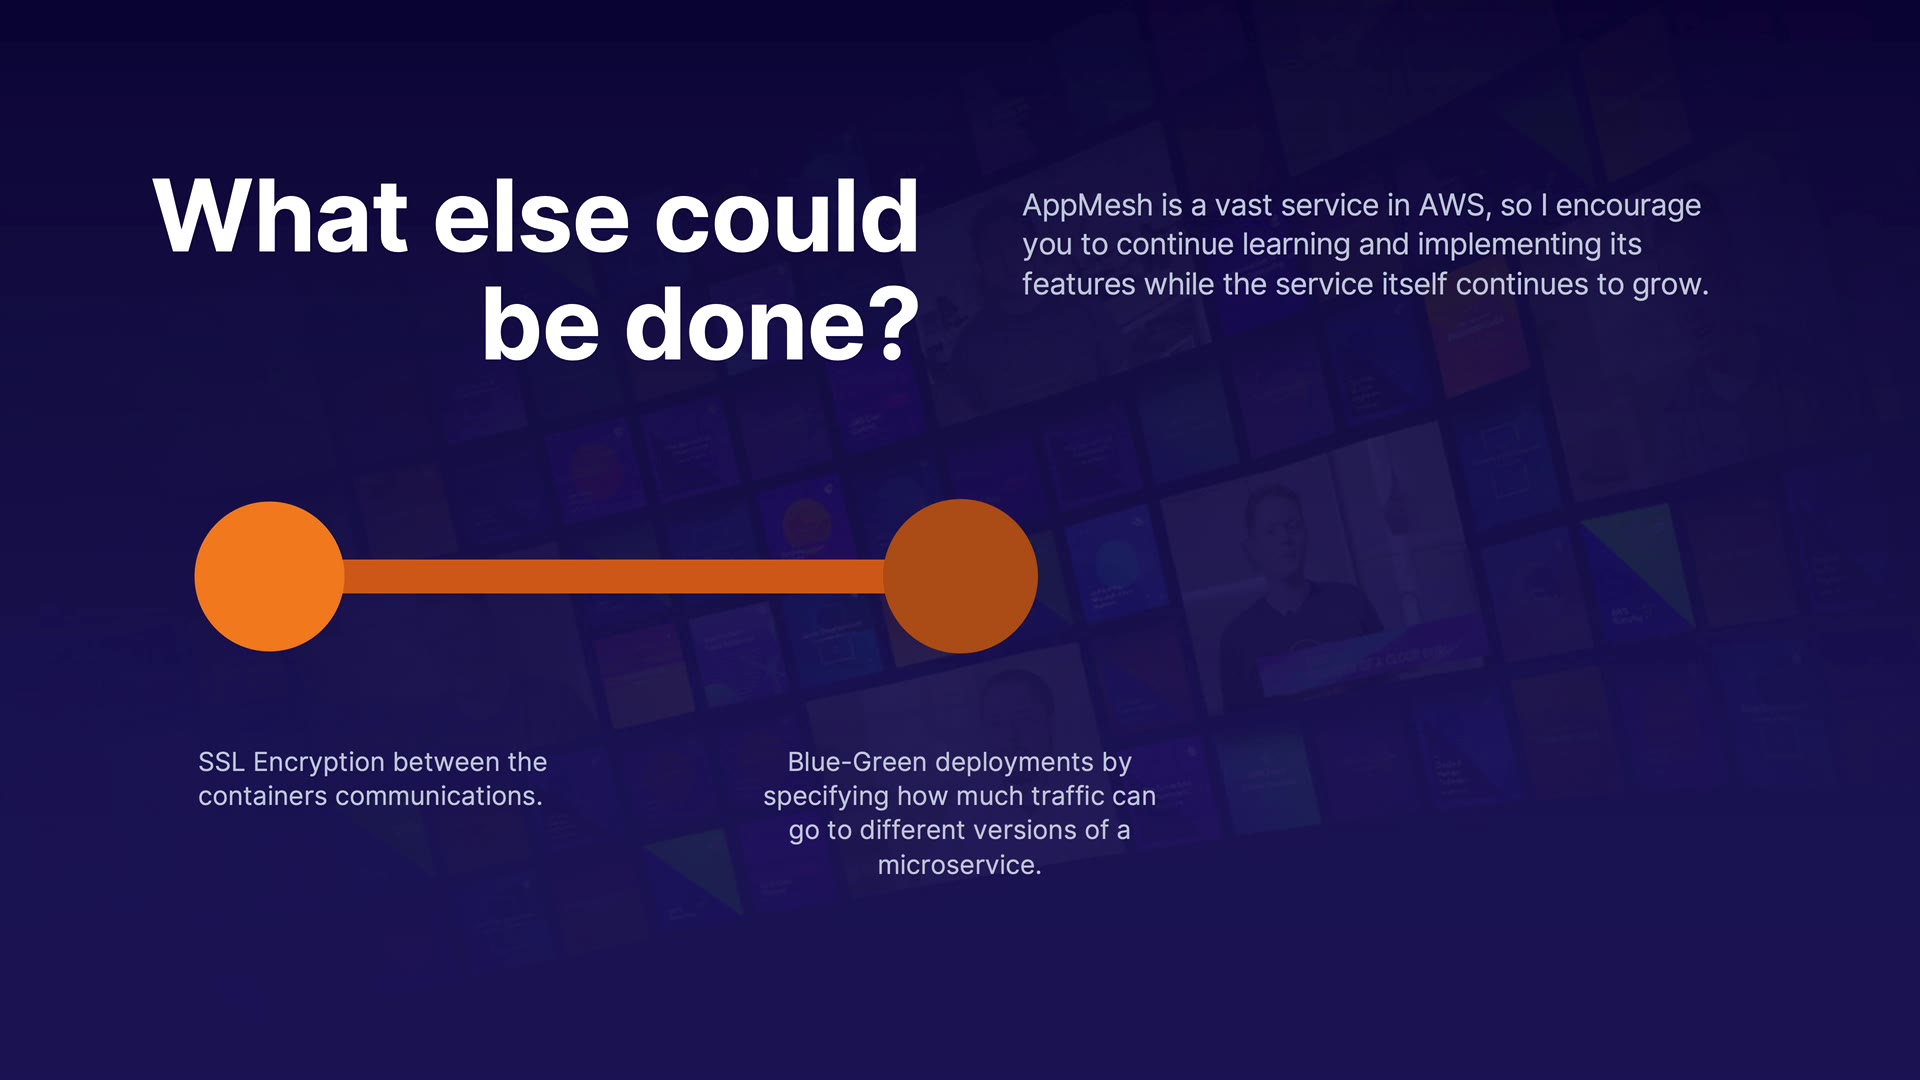 What else could
be done?
AppMesh is a vast service in AWS, so I encourage
you to continue learning and implementing its
features while the service itself continues to grow.
SSL Encryption between the
containers communications.
Blue-Green deployments by
specifying how much traffic can
go to different versions of a
microservice.